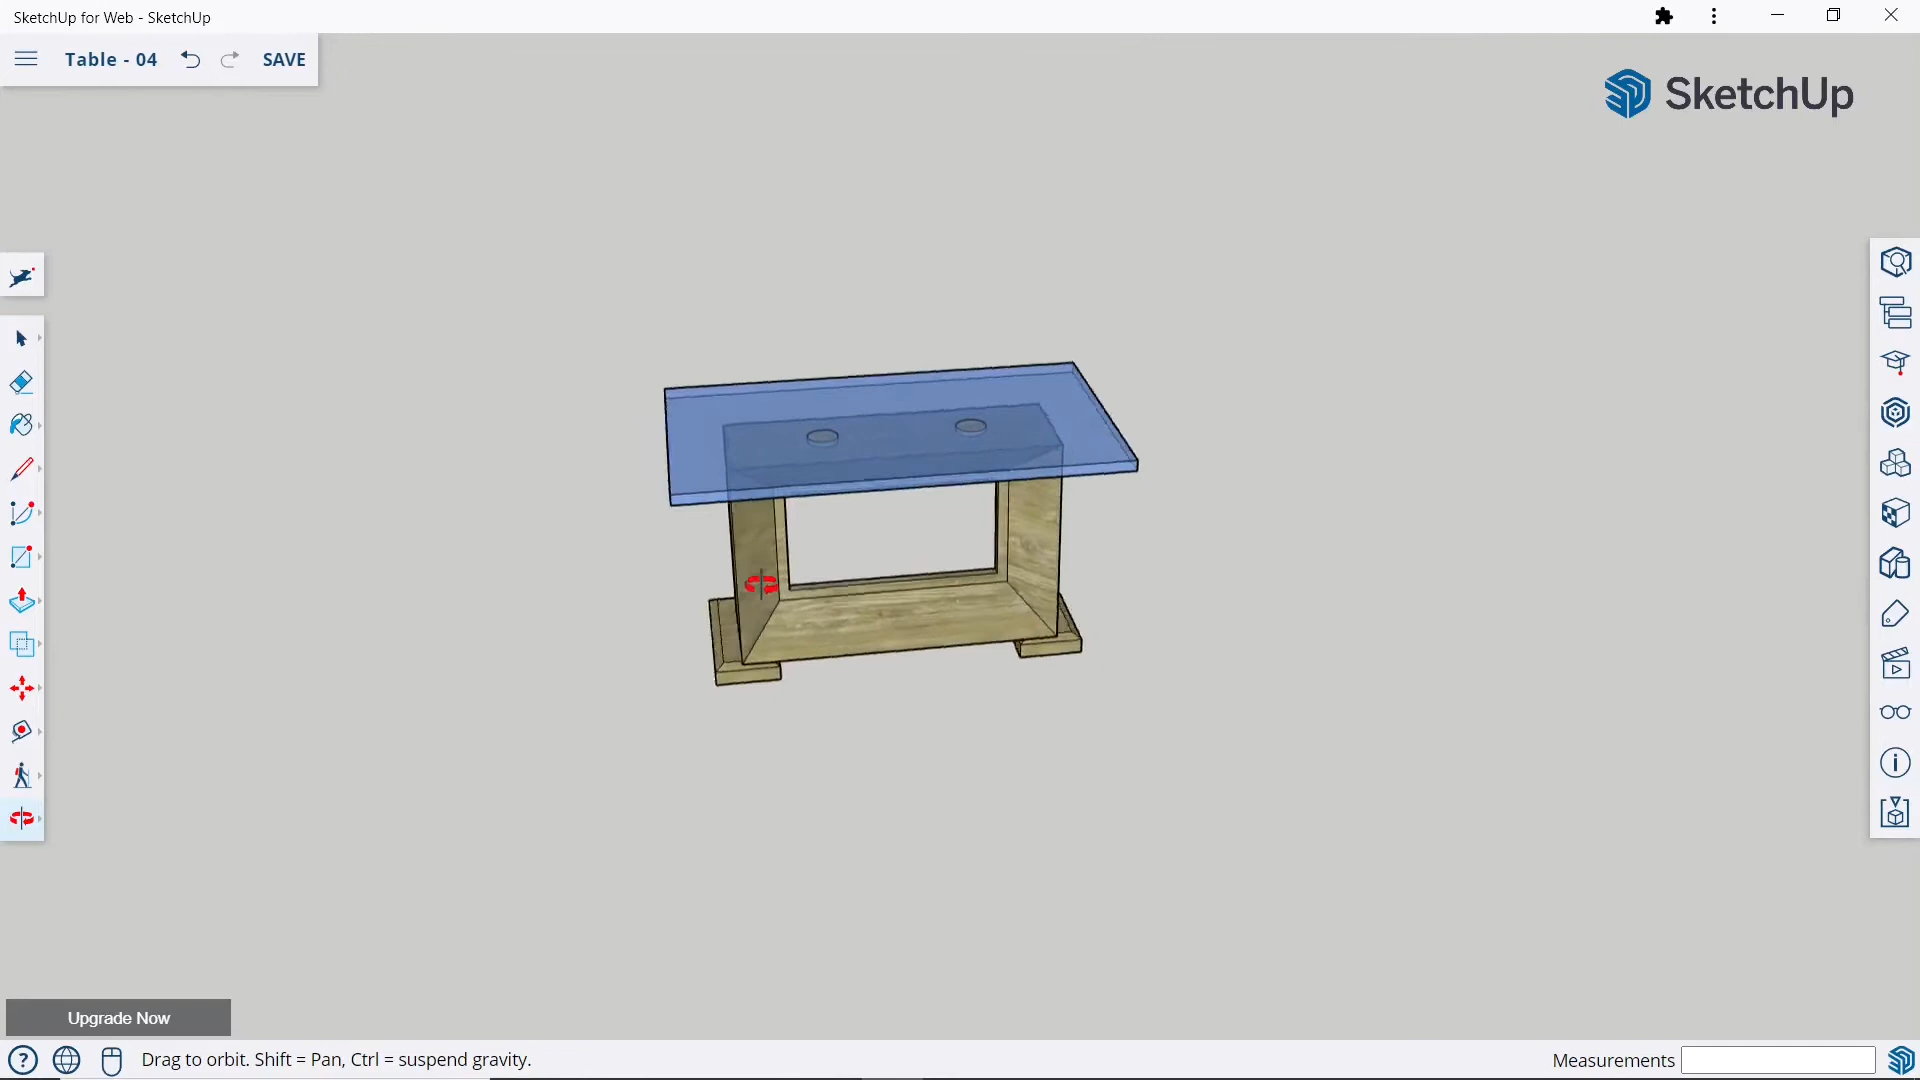 SketchUp for Web - SketchUp
Table - 04 SAVE
SketchUp
Upgrade Now
? Drag to orbit. Shift = Pan, Ctrl = suspend gravity. Measurements